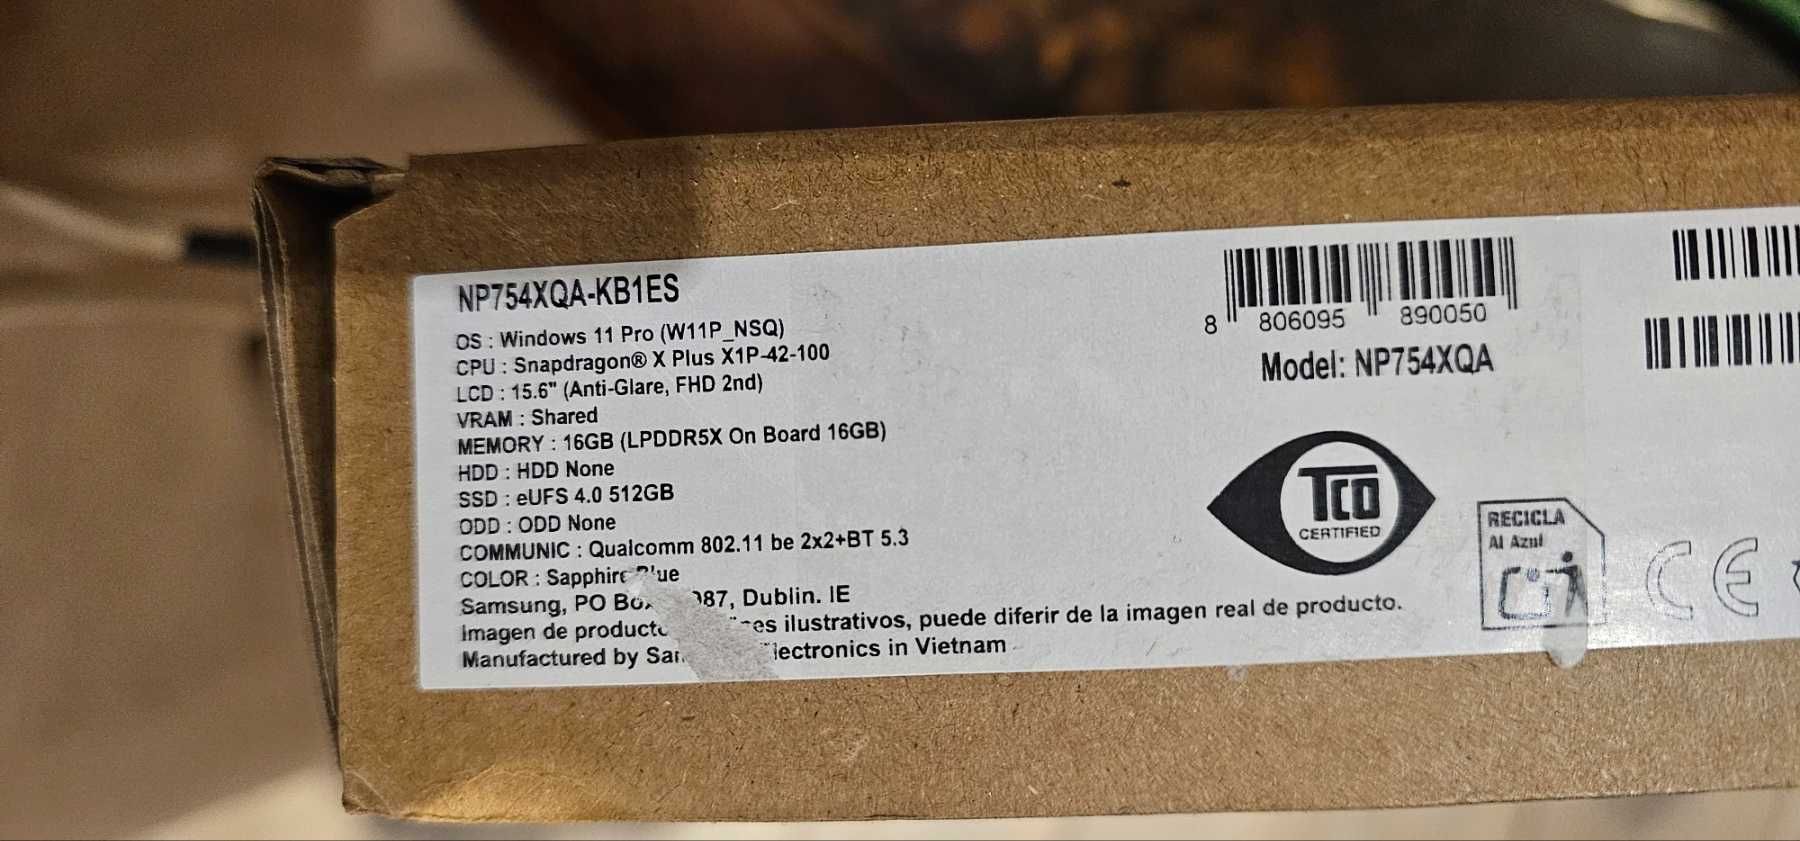 NP754XQA-KB1ES
OS : Windows 11 Pro (W11P_NSQ)
CPU : Snapdragon® X Plus X1P-42-100
LCD : 15.6" (Anti-Glare, FHD 2nd)
VRAM : Shared
MEMORY : 16GB (LPDDR5X On Board 16GB)
HDD : HDD None
SSD : eUFS 4.0 512GB
ODD : ODD None
COMMUNIC : Qualcomm 802.11 be 2x2+BT 5.3
COLOR : Sapphire Blue
Samsung, PO Box 87, Dublin. IE
Imagen de producto es ilustrativos, puede diferir de la imagen real de producto.
Manufactured by Electronics in Vietnam
8 806095 890050
Model: NP754XQA
TCO
CERTIFIED
RECICLA
Al Azul
CE